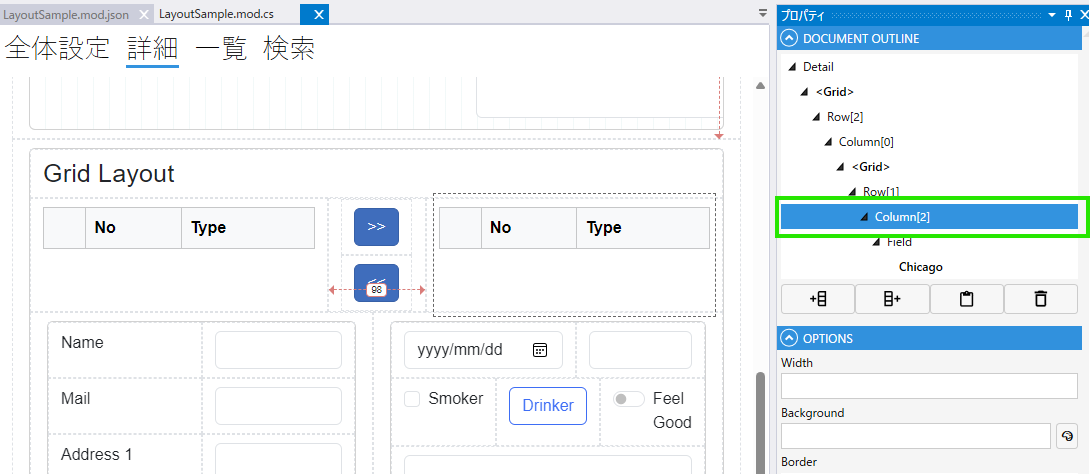 LayoutSample.mod.json
LayoutSample.mod.cs
プロパティ
全体設定 詳細 一覧 検索
DOCUMENT OUTLINE
Detail
<Grid>
Row[2]
Column[0]
<Grid>
Row[1]
Column[2]
Field
Chicago
Grid Layout
No Type
>>
No Type
<<
98
Name
yyyy/mm/dd
Mail
Smoker
Drinker
Feel
Good
Address 1
OPTIONS
Width
Background
Border